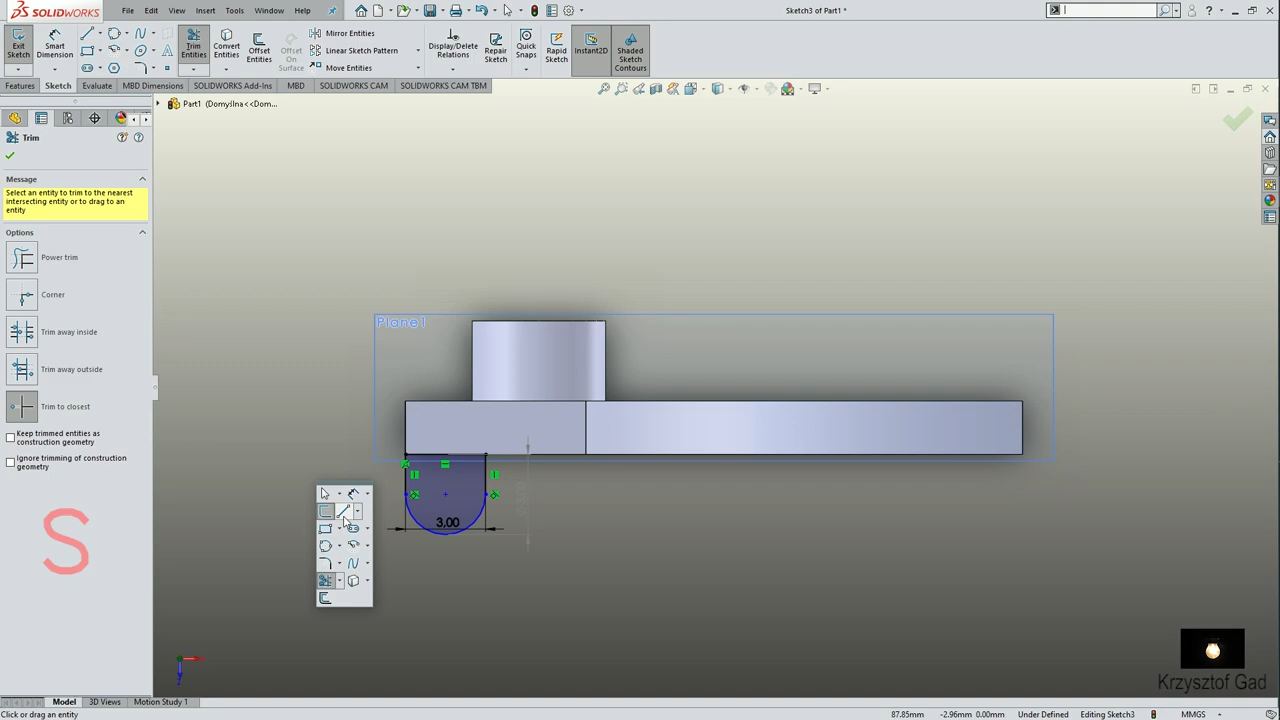 SOLIDWORKS File Edit View Insert Tools Window Help Sketch3 of Part1 *
Exit Sketch
Smart Dimension
Trim Entities
Convert Entities
Offset Entities
Offset On Surface
Mirror Entities
Linear Sketch Pattern
Move Entities
Display/Delete Relations
Repair Sketch
Quick Snaps
Rapid Sketch
Instant2D
Shaded Sketch Contours
Features Sketch Evaluate MBD Dimensions SOLIDWORKS Add-Ins MBD SOLIDWORKS CAM SOLIDWORKS CAM TBM
Part1 (Domyślna<<Dom...
Trim
Message
Select an entity to trim to the nearest
intersecting entity or to drag to an
entity
Options
Power trim
Corner
Trim away inside
Trim away outside
Trim to closest
Keep trimmed entities as
construction geometry
Ignore trimming of construction
geometry
Plane1
3,00
S
Krzysztof Gad
Model 3D Views Motion Study 1
Click or drag an entity 87.85mm -2.96mm 0.00mm Under Defined Editing Sketch3 MMGS